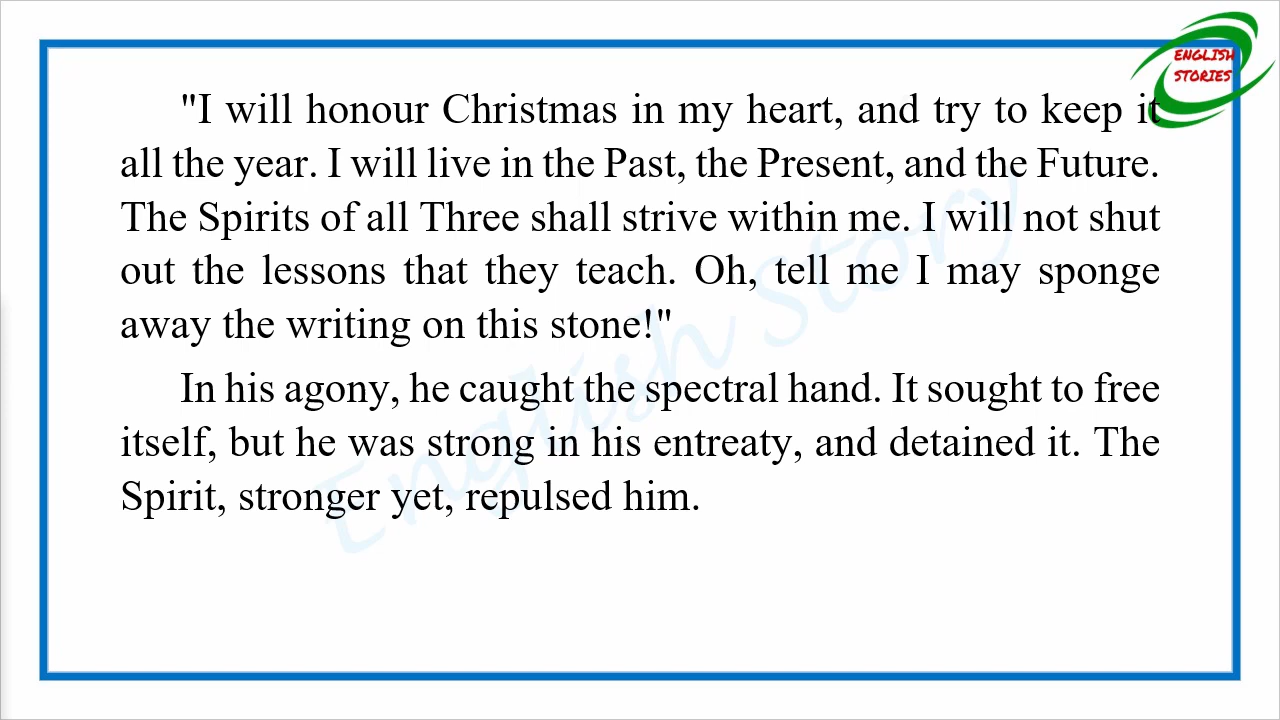 ENGLISH
STORIES
"I will honour Christmas in my heart, and try to keep it
all the year. I will live in the Past, the Present, and the Future.
The Spirits of all Three shall strive within me. I will not shut
out the lessons that they teach. Oh, tell me I may sponge
away the writing on this stone!"
In his agony, he caught the spectral hand. It sought to free
itself, but he was strong in his entreaty, and detained it. The
Spirit, stronger yet, repulsed him.
English Story